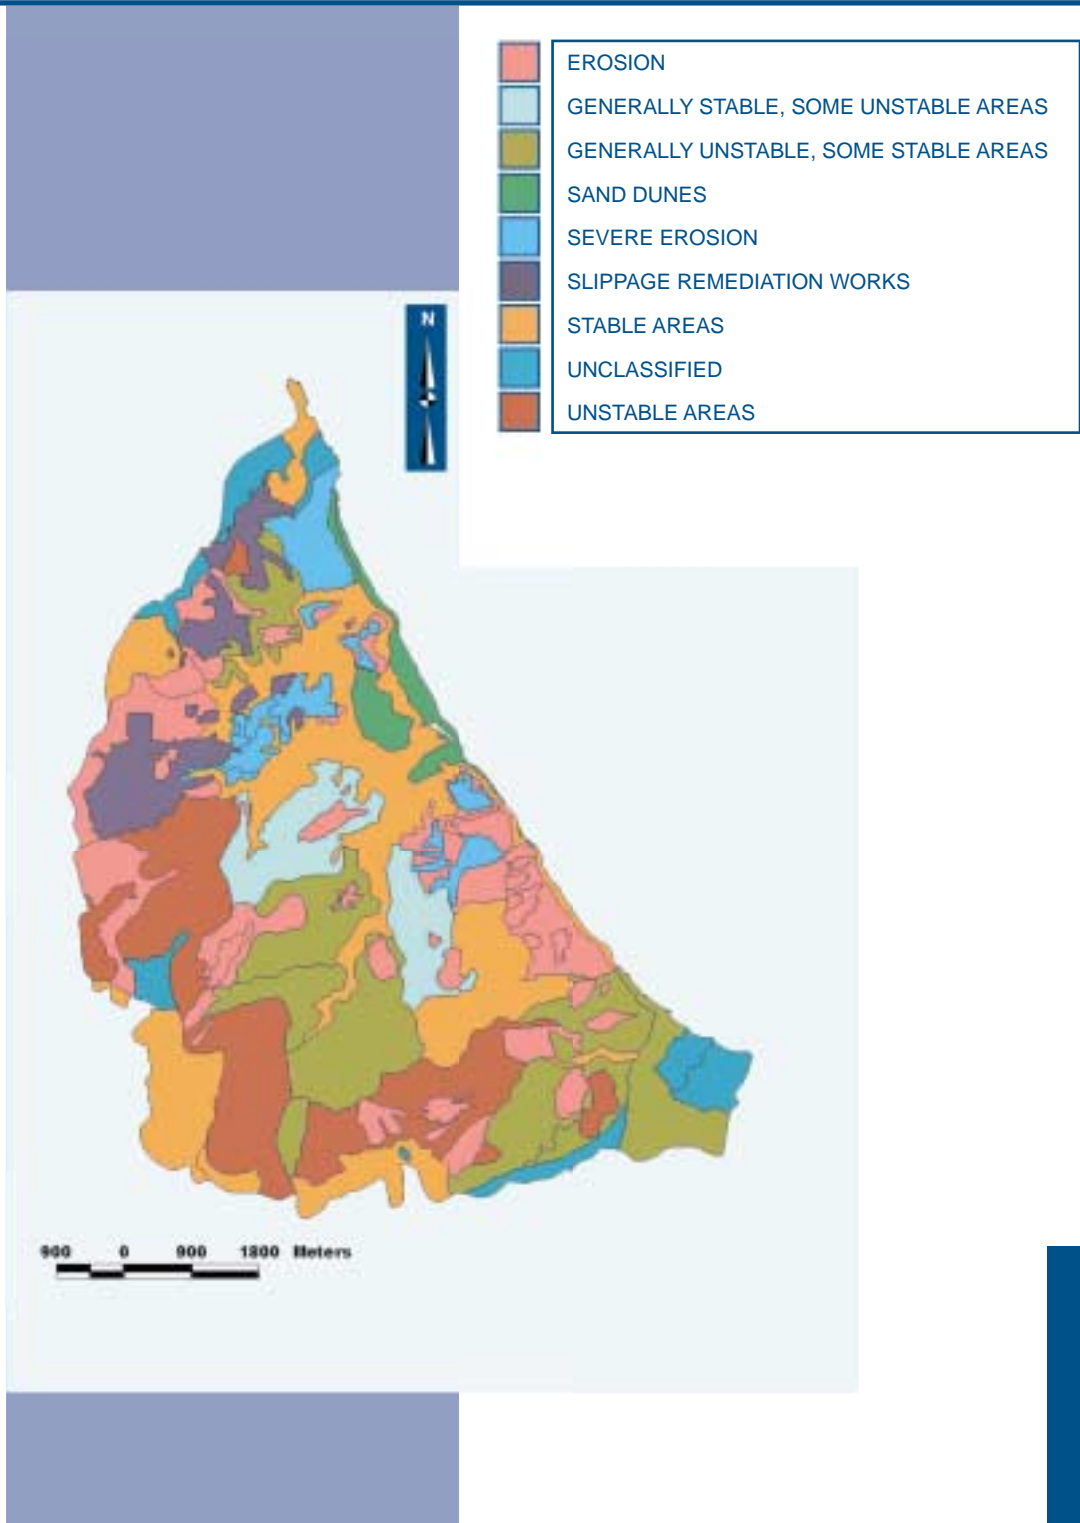 EROSION
GENERALLY STABLE, SOME UNSTABLE AREAS
GENERALLY UNSTABLE, SOME STABLE AREAS
SAND DUNES
SEVERE EROSION
SLIPPAGE REMEDIATION WORKS
STABLE AREAS
UNCLASSIFIED
UNSTABLE AREAS
N
900 0 900 1800 Meters